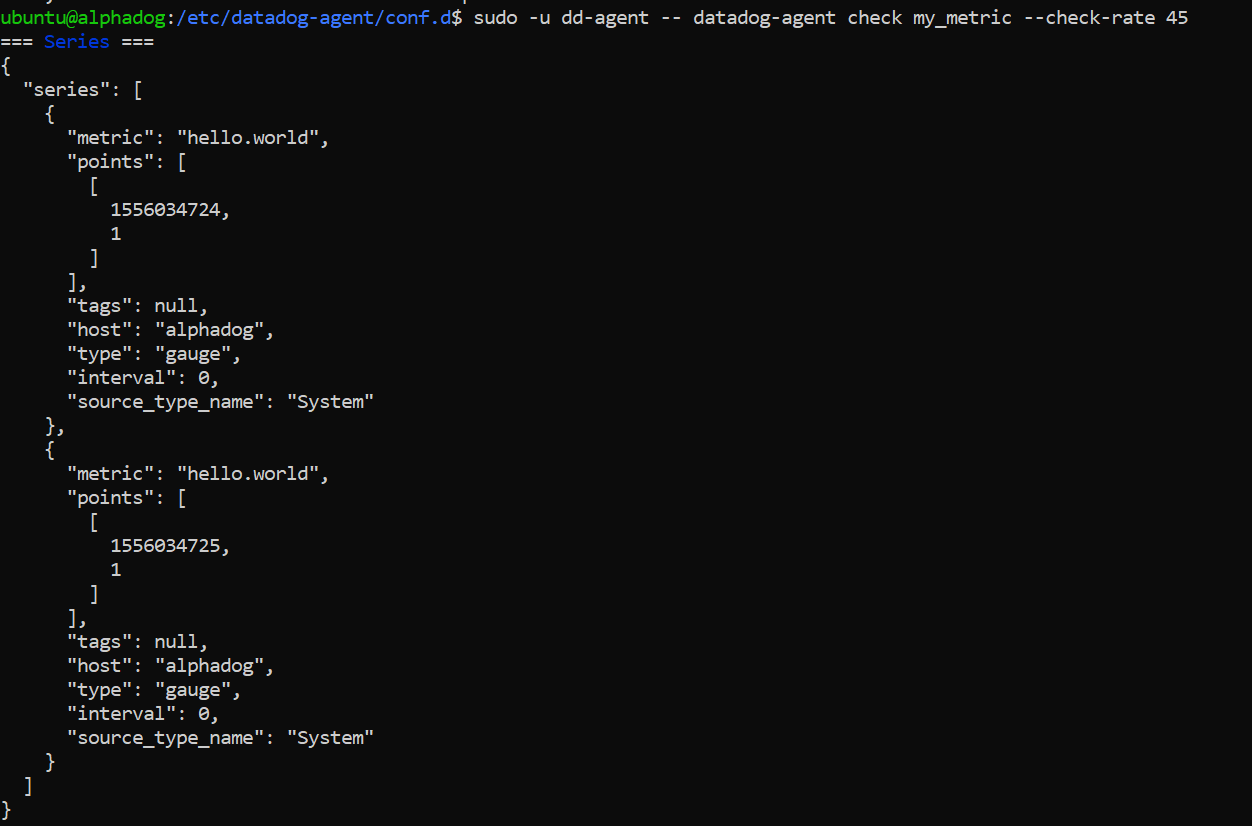 ubuntu@alphadog:/etc/datadog-agent/conf.d$ sudo -u dd-agent -- datadog-agent check my_metric --check-rate 45
=== Series ===
{
  "series": [
    {
      "metric": "hello.world",
      "points": [
        [
          1556034724,
          1
        ]
      ],
      "tags": null,
      "host": "alphadog",
      "type": "gauge",
      "interval": 0,
      "source_type_name": "System"
    },
    {
      "metric": "hello.world",
      "points": [
        [
          1556034725,
          1
        ]
      ],
      "tags": null,
      "host": "alphadog",
      "type": "gauge",
      "interval": 0,
      "source_type_name": "System"
    }
  ]
}